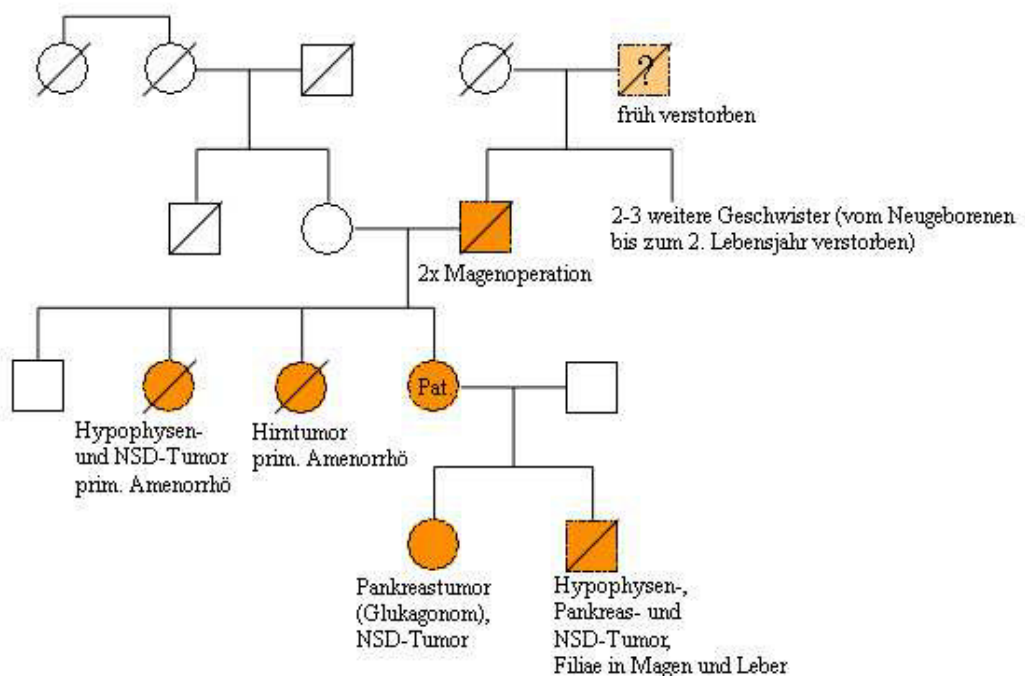 ?
früh verstorben
2-3 weitere Geschwister (vom Neugeborenen
bis zum 2. Lebensjahr verstorben)
2x Magenoperation
Pat
Hypophysen-
und NSD-Tumor
prim. Amenorrhö
Hirntumor
prim. Amenorrhö
Pankreastumor
(Glukagonom),
NSD-Tumor
Hypophysen-,
Pankreas- und
NSD-Tumor,
Filiae in Magen und Leber